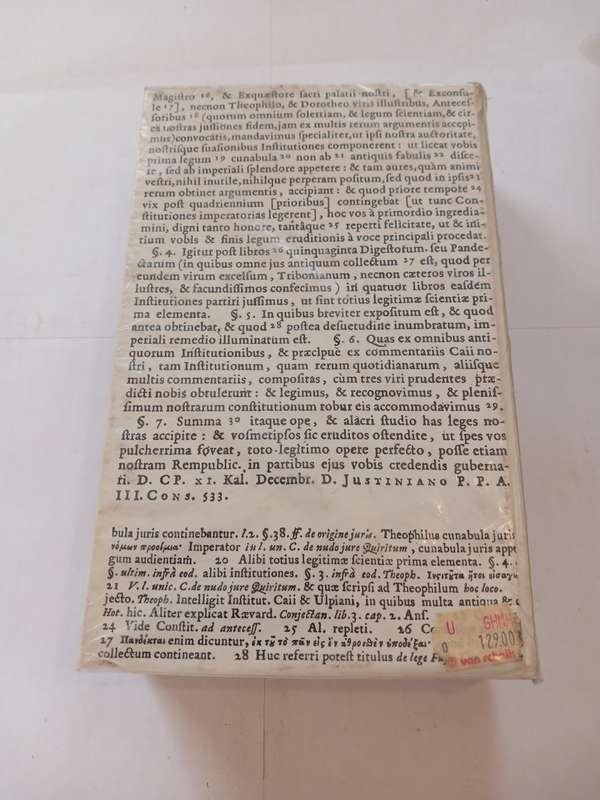 Magistro 16, & Exquæstore sacri palatii nostri, [& Exconsu-
le 17], necnon Theophilo, & Dorotheo viris illustribus, Anteces-
soribus 18 (quorum omnium solertiam, & legum scientiam, & cir-
ca nostras jussiones fidem, jam ex multis rerum argumentis accepi-
mus) convocatis, mandavimus specialiter, ut ipsi nostra auctoritate,
nostrisque suasionibus Institutiones componerent: ut liceat vobis
prima legum 19 cunabula 20 non ab 21 antiquis fabulis 22 disce-
re, sed ab imperiali splendore appetere: & tam aures, quàm animi
vestri, nihil inutile, nihilque perperam positum, sed quod in ipsis
rerum obtinet argumentis, accipiant: & quod priore tempore 24
vix post quadriennium [prioribus] contingebat [ut tunc Con-
stitutiones imperatorias legerent], hoc vos à primordio ingredia-
mini, digni tanto honore, tantâque 25 reperti felicitate, ut & ini-
tium vobis & finis legum eruditionis à voce principali procedat.
§. 4. Igitur post libros 26 quinquaginta Digestorum. seu Pande-
ctarum (in quibus omne jus antiquum collectum 27 est, quod per
eundem virum excelsum, Tribonianum, necnon cæteros viros il-
lustres, & facundissimos confecimus) in quatuor libros easdem
Institutiones partiri jussimus, ut sint totius legitimæ scientiæ pri-
ma elementa. §. 5. In quibus breviter expositum est, & quod
antea obtinebat, & quod 28 postea desuetudine inumbratum, im-
periali remedio illuminatum est. §. 6. Quas ex omnibus anti-
quorum Institutionibus, & præcipuè ex commentariis Caii no-
stri, tam Institutionum, quam rerum quotidianarum, aliisque
multis commentariis, compositas, cùm tres viri prudentes præ-
dicti nobis obtulerunt: & legimus, & recognovimus, & plenis-
simum nostrarum constitutionum robur eis accommodavimus 29.
§. 7. Summa 30 itaque ope, & alacri studio has leges no-
stras accipite: & vosmetipsos sic eruditos ostendite, ut spes vos
pulcherrima foveat, toto legitimo opere perfecto, posse etiam
nostram Rempublic. in partibus ejus vobis credendis guberna-
ri. D. CP. XI. Kal. Decembr. D. JUSTINIANO P. P. A.
III. CONS. 533.
bula juris continebantur. l. 2. §. 38. ff. de origine juris. Theophilus cunabula juris
νόμων προοίμια. Imperator in l. un. C. de nudo jure Quiritum, cunabula juris appe
gum audientiam. 20 Alibi totius legitimæ scientiæ prima elementa. §. 4.
§. ultim. infrà eod. alibi institutiones. §. 3. infrà eod. Theoph.
21 V. l. unic. C. de nudo jure Quiritum. & quæ scripsi ad Theophilum hoc loco.
jecto. Theoph. Intelligit Institut. Caii & Ulpiani, in quibus multa antiqua &
Hot. hic. Aliter explicat Rævard. Conjectan. lib. 3. cap. 2. Ans.
24 Vide Constit. ad antecess. 25 Al. repleti. 26
27 Πανδέκται enim dicuntur,
collectum contineant. 28 Huc referri potest titulus de lege
U GHMH
0 129.00
von scholls